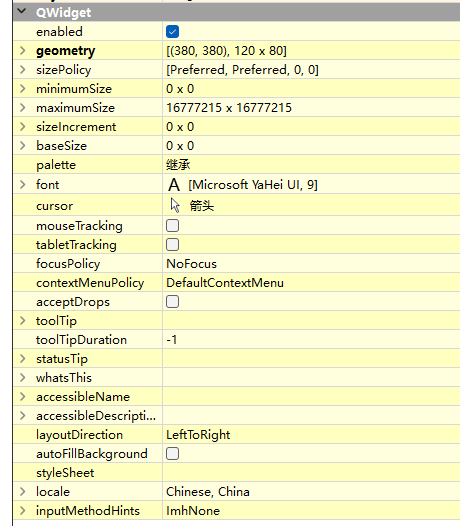 QWidget
enabled
geometry [(380, 380), 120 x 80]
sizePolicy [Preferred, Preferred, 0, 0]
minimumSize 0 x 0
maximumSize 16777215 x 16777215
sizeIncrement 0 x 0
baseSize 0 x 0
palette 继承
font A [Microsoft YaHei UI, 9]
cursor 箭头
mouseTracking
tabletTracking
focusPolicy NoFocus
contextMenuPolicy DefaultContextMenu
acceptDrops
toolTip
toolTipDuration -1
statusTip
whatsThis
accessibleName
accessibleDescripti...
layoutDirection LeftToRight
autoFillBackground
styleSheet
locale Chinese, China
inputMethodHints ImhNone